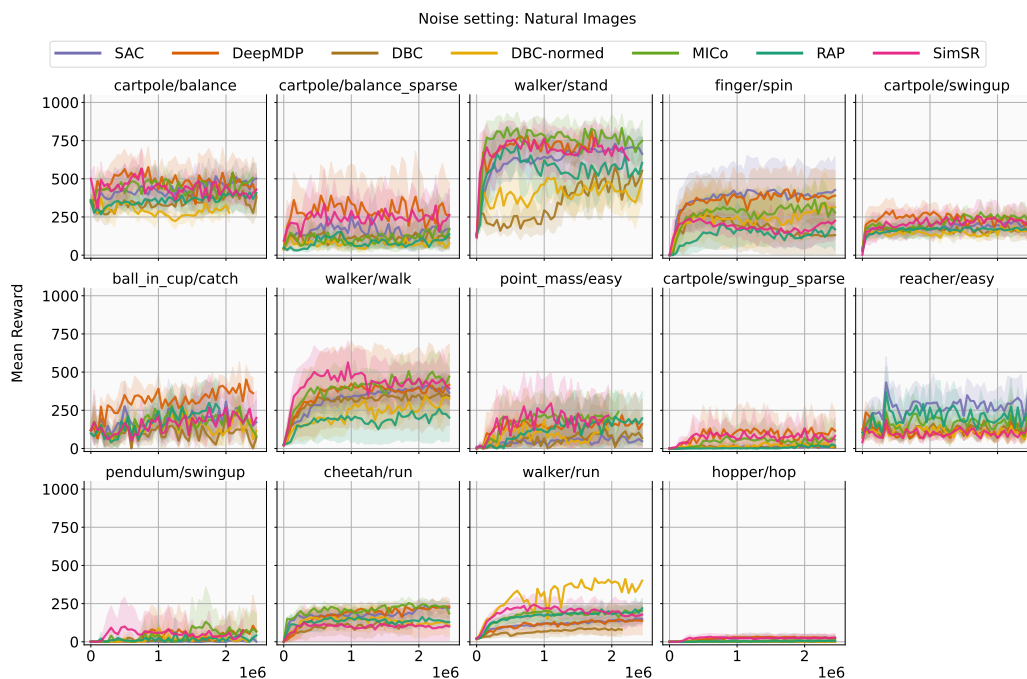 Noise setting: Natural Images
SAC DeepMDP DBC DBC-normed MICo RAP SimSR
cartpole/balance cartpole/balance_sparse walker/stand finger/spin cartpole/swingup
1000
750
500
250
0
ball_in_cup/catch walker/walk point_mass/easy cartpole/swingup_sparse reacher/easy
1000
750
500
250
0
Mean Reward
pendulum/swingup cheetah/run walker/run hopper/hop
1000
750
500
250
0
0 1 2 0 1 2 0 1 2 0 1 2
1e6 1e6 1e6 1e6